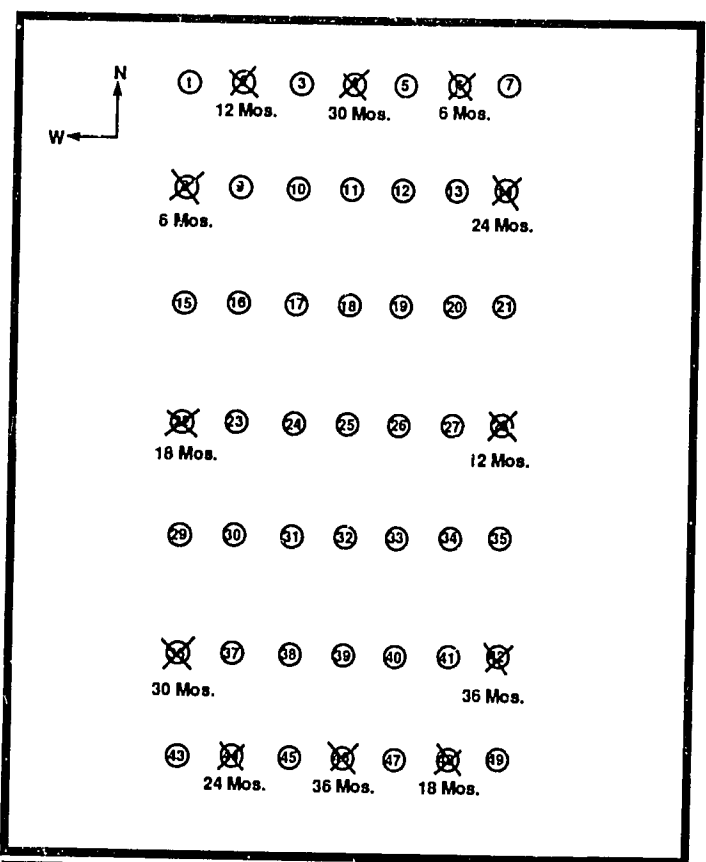 N
W
1 3 5 7
12 Mos. 30 Mos. 6 Mos.
9 10 11 12 13
6 Mos. 24 Mos.
15 16 17 18 19 20 21
23 24 25 26 27
18 Mos. 12 Mos.
29 30 31 32 33 34 35
37 38 39 40 41
30 Mos. 36 Mos.
43 45 47 49
24 Mos. 36 Mos. 18 Mos.